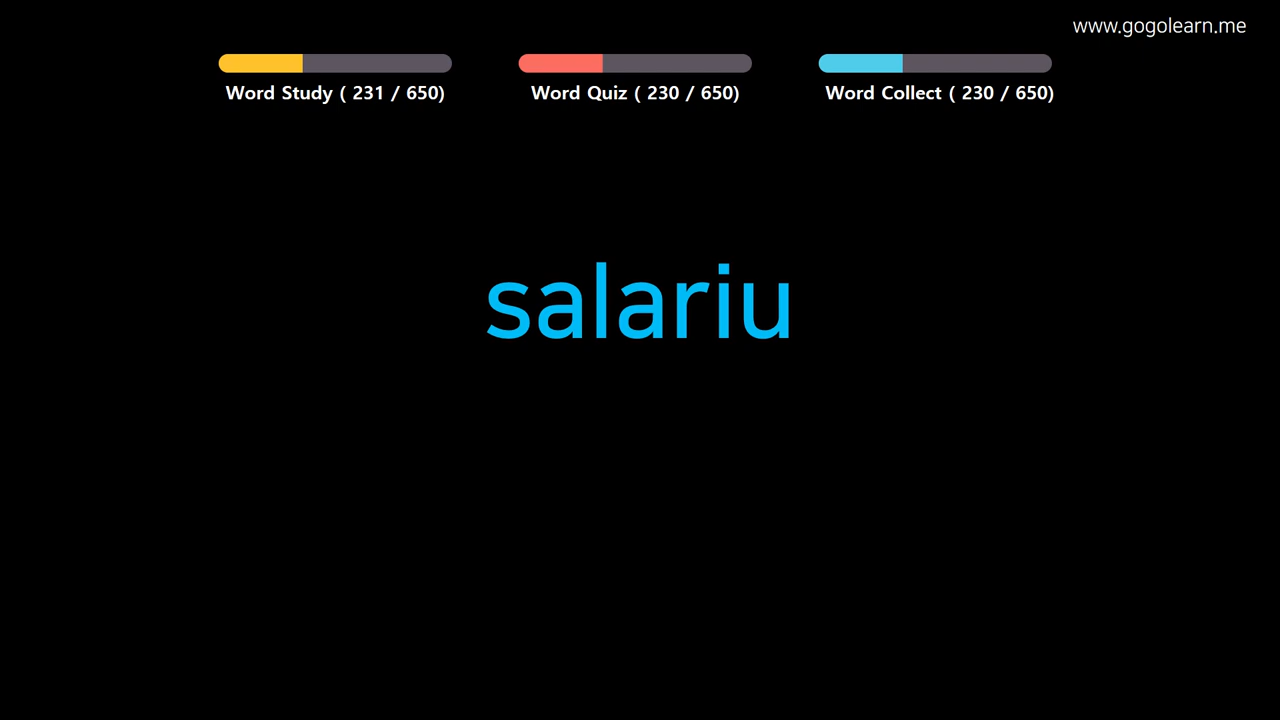 www.gogolearn.me
Word Study ( 231 / 650)
Word Quiz ( 230 / 650)
Word Collect ( 230 / 650)
salariu